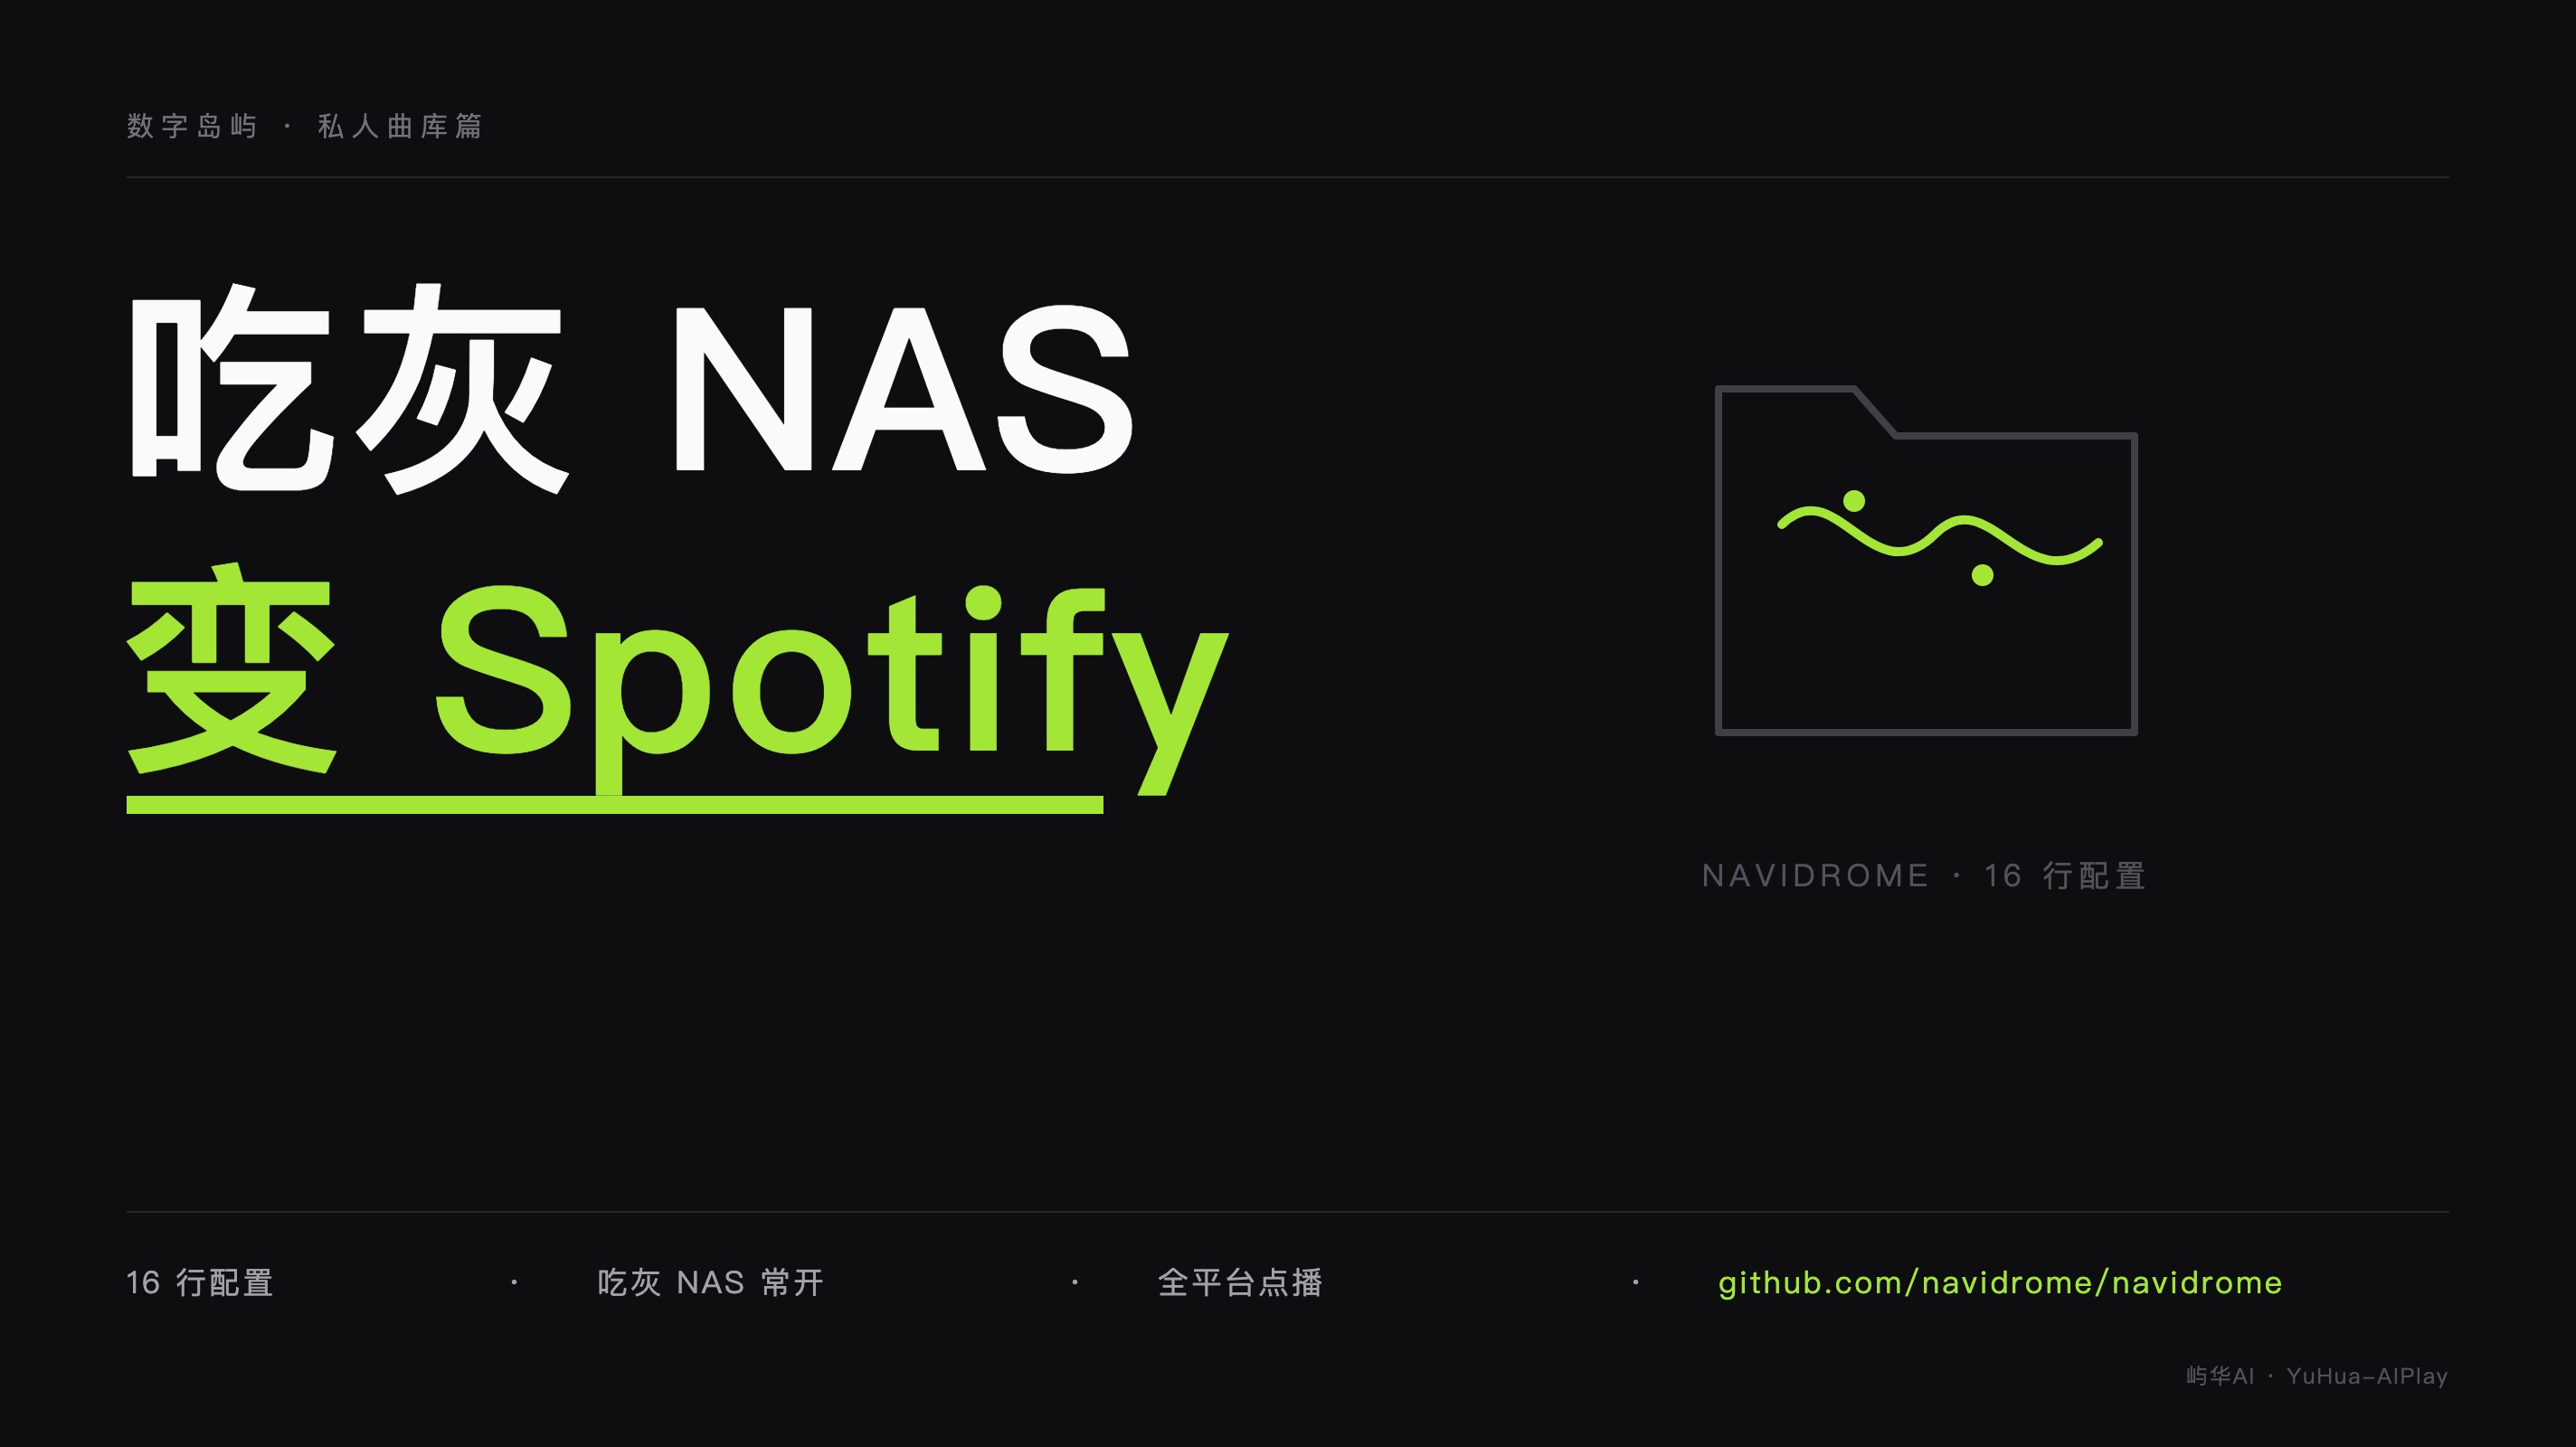 数字岛屿 · 私人曲库篇
吃灰 NAS
变 Spotify
NAVIDROME · 16 行配置
16 行配置 · 吃灰 NAS 常开 · 全平台点播 · github.com/navidrome/navidrome
屿华AI · YuHua-AIPlay